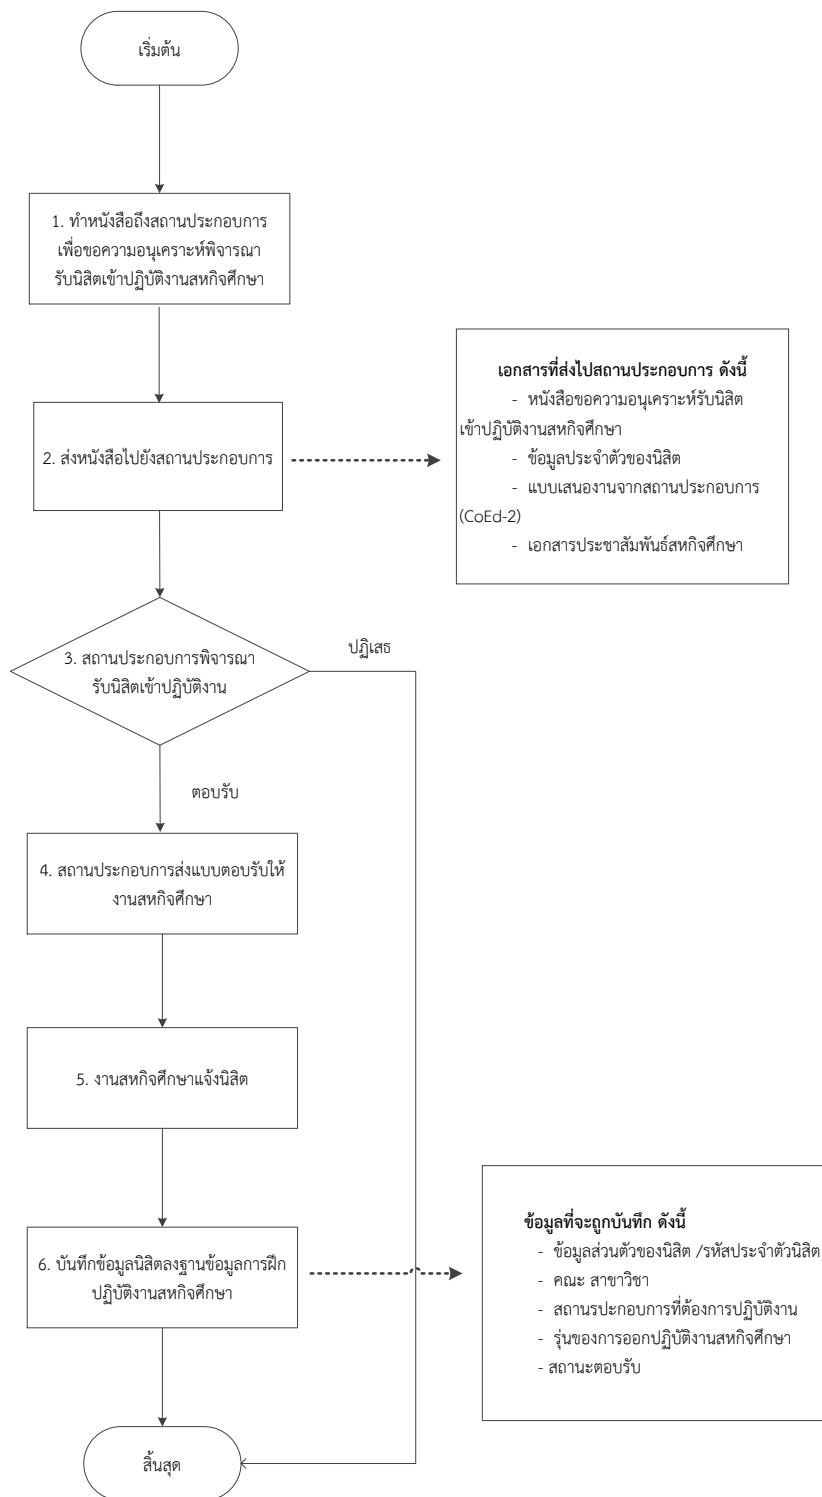 เริ่มต้น
1. ทำหนังสือถึงสถานประกอบการ
เพื่อขอความอนุเคราะห์พิจารณา
รับนิสิตเข้าปฏิบัติงานสหกิจศึกษา
2. ส่งหนังสือไปยังสถานประกอบการ
เอกสารที่ส่งไปสถานประกอบการ ดังนี้
- หนังสือขอความอนุเคราะห์รับนิสิต
เข้าปฏิบัติงานสหกิจศึกษา
- ข้อมูลประจำตัวของนิสิต
- แบบเสนองานจากสถานประกอบการ
(CoEd-2)
- เอกสารประชาสัมพันธ์สหกิจศึกษา
3. สถานประกอบการพิจารณา
รับนิสิตเข้าปฏิบัติงาน
ปฏิเสธ
ตอบรับ
4. สถานประกอบการส่งแบบตอบรับให้
งานสหกิจศึกษา
5. งานสหกิจศึกษาแจ้งนิสิต
6. บันทึกข้อมูลนิสิตลงฐานข้อมูลการฝึก
ปฏิบัติงานสหกิจศึกษา
ข้อมูลที่จะถูกบันทึก ดังนี้
- ข้อมูลส่วนตัวของนิสิต /รหัสประจำตัวนิสิต
- คณะ สาขาวิชา
- สถานรปะกอบการที่ต้องการปฏิบัติงาน
- รุ่นของการออกปฏิบัติงานสหกิจศึกษา
- สถานะตอบรับ
สิ้นสุด